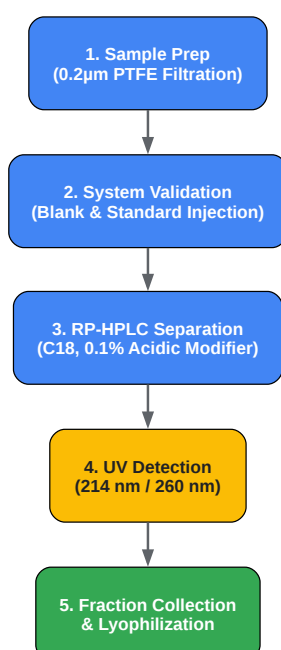 1. Sample Prep
(0.2µm PTFE Filtration)
2. System Validation
(Blank & Standard Injection)
3. RP-HPLC Separation
(C18, 0.1% Acidic Modifier)
4. UV Detection
(214 nm / 260 nm)
5. Fraction Collection
& Lyophilization